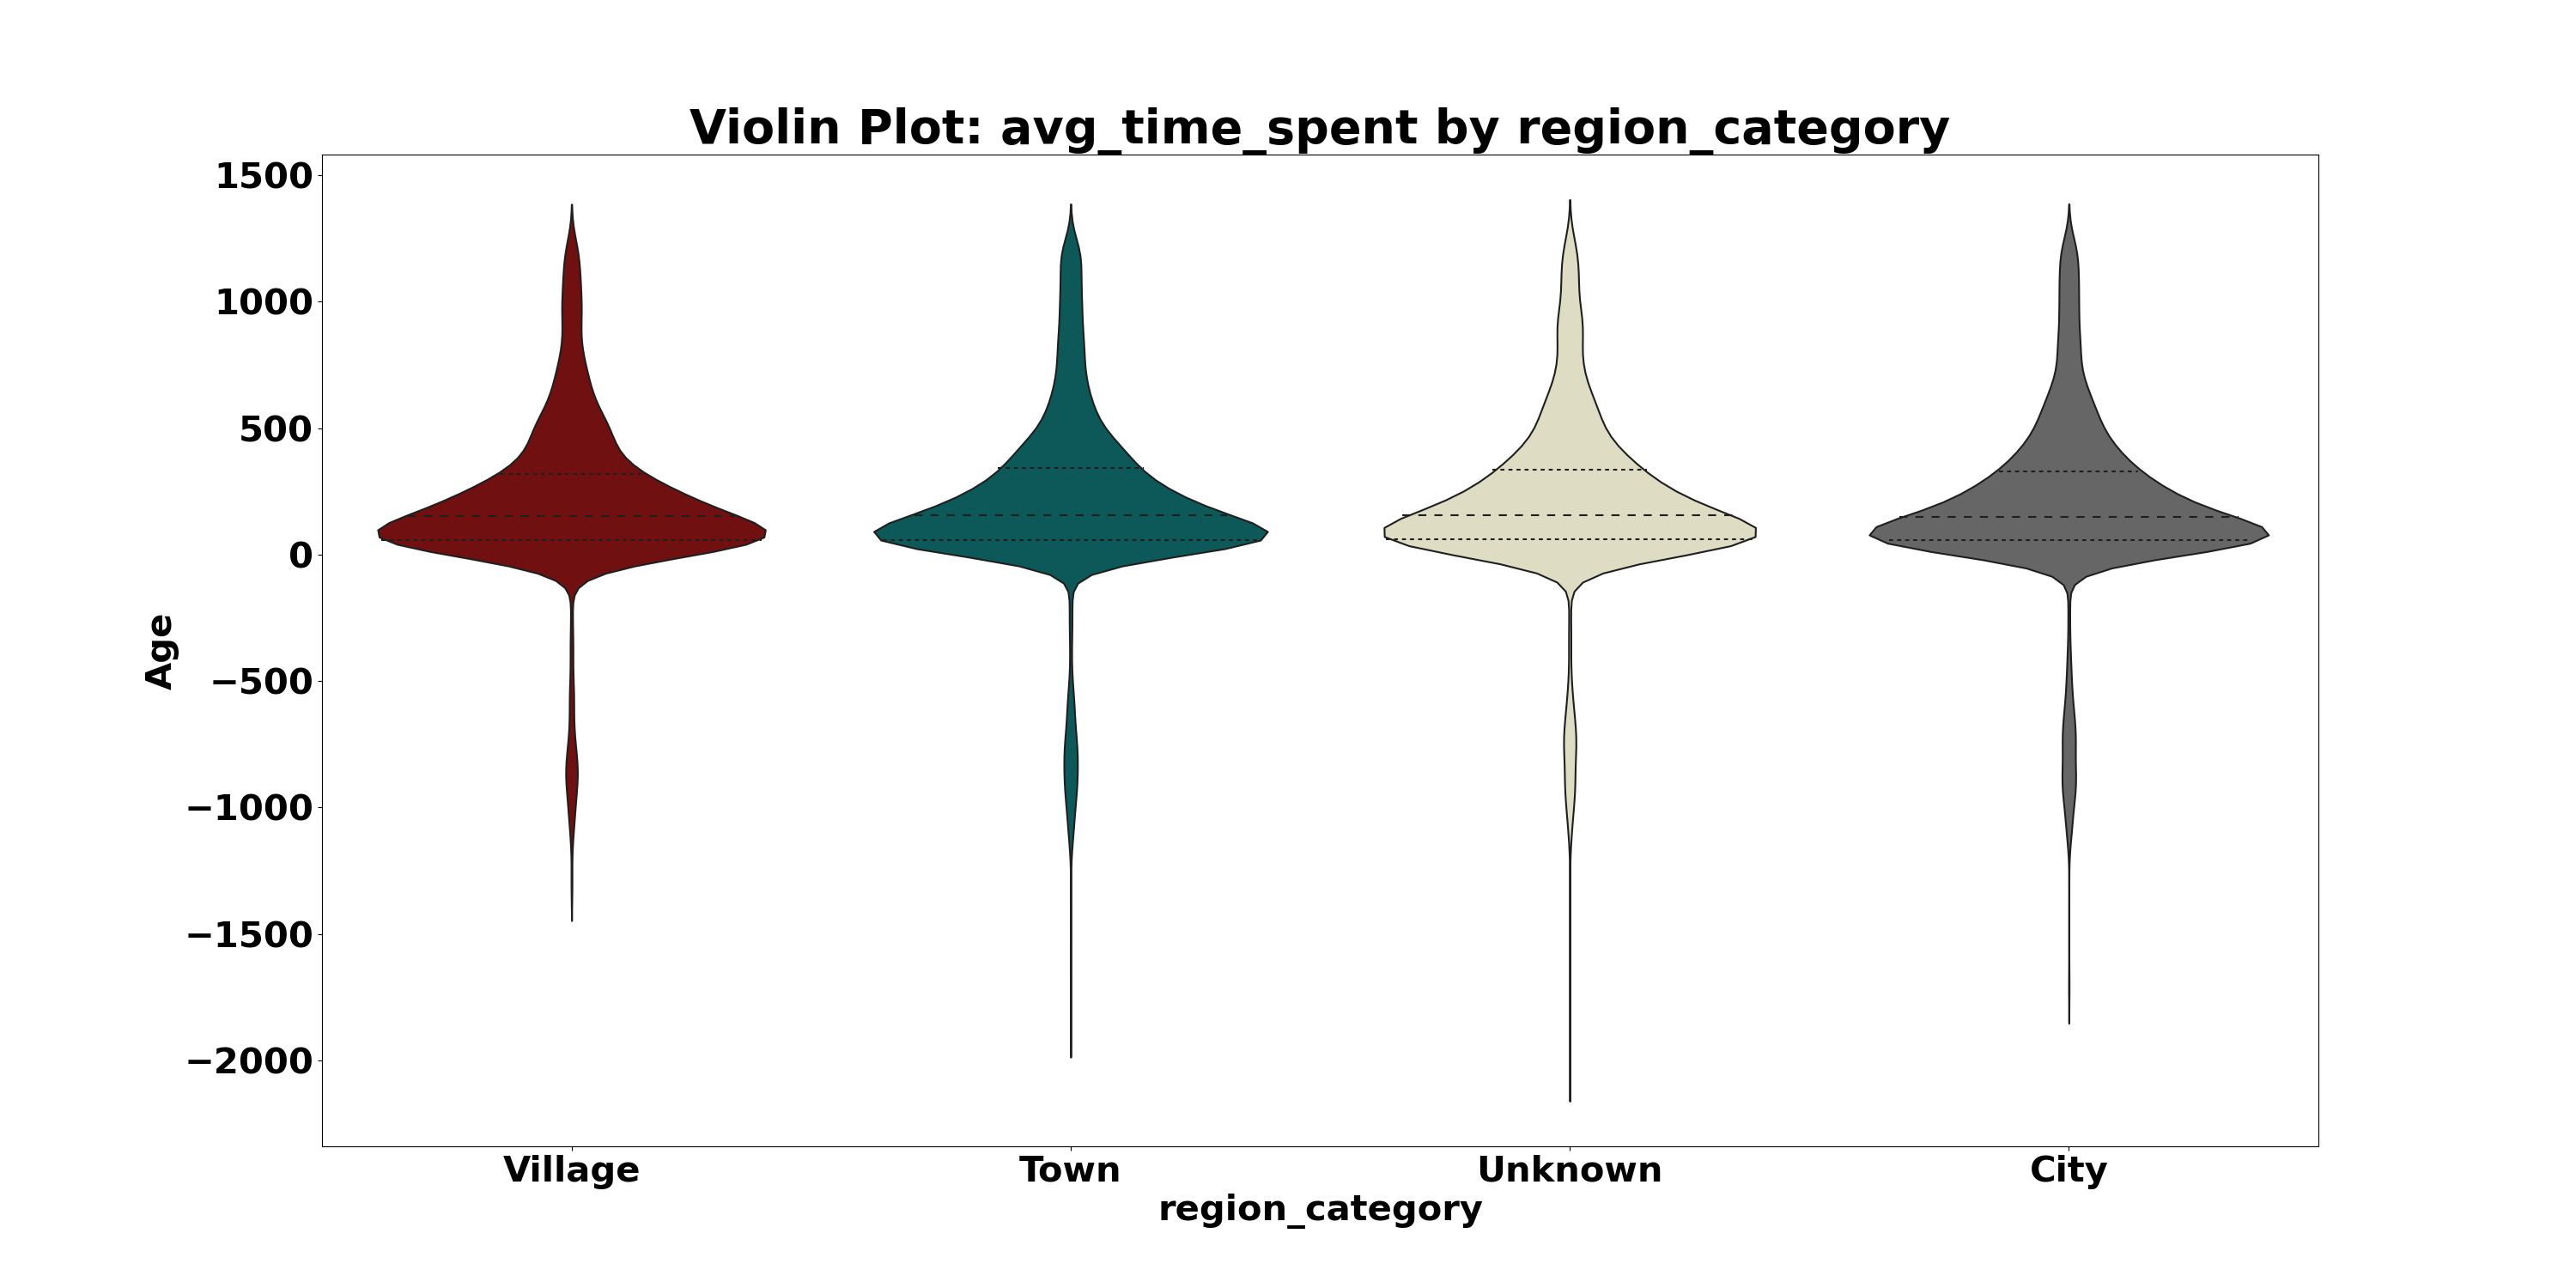 Violin Plot: avg_time_spent by region_category
1500
1000
500
0
−500
−1000
−1500
−2000
Age
Village Town Unknown City
region_category